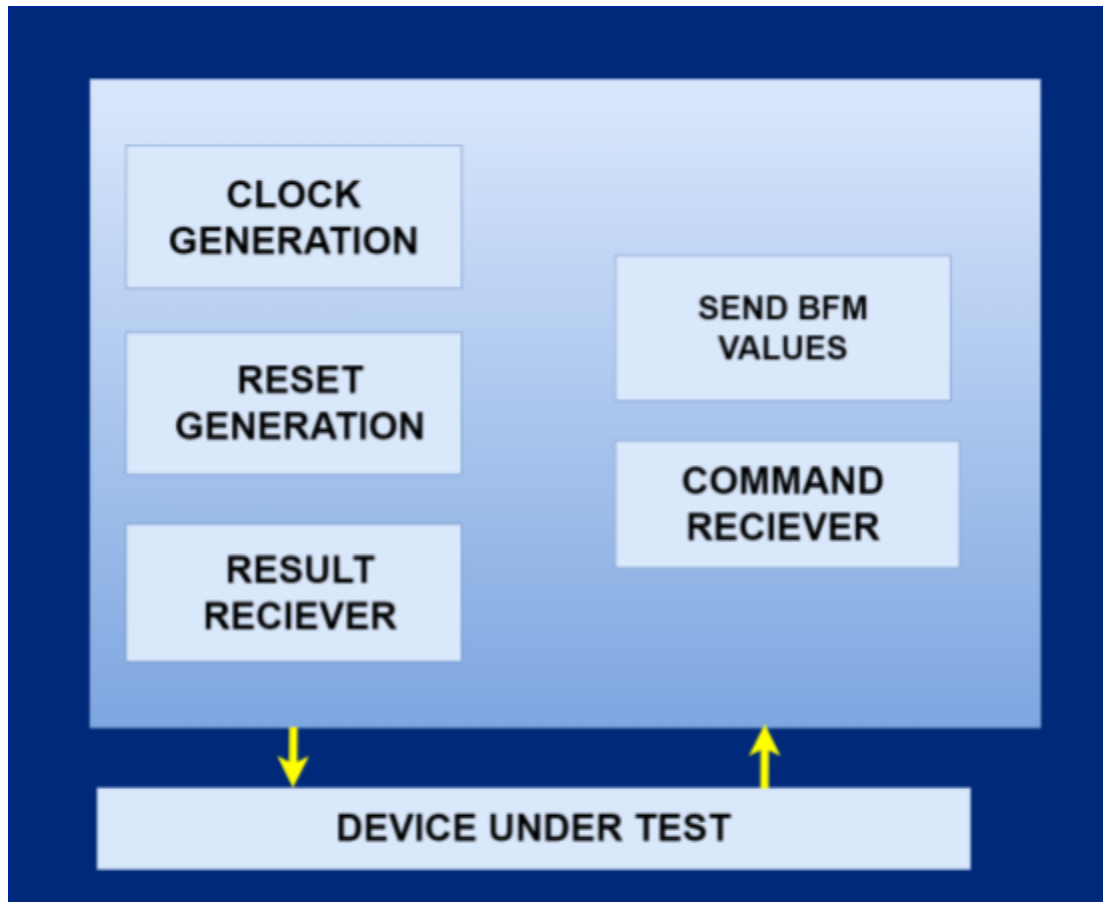 CLOCK
GENERATION
RESET
GENERATION
RESULT
RECIEVER
SEND BFM
VALUES
COMMAND
RECIEVER
DEVICE UNDER TEST